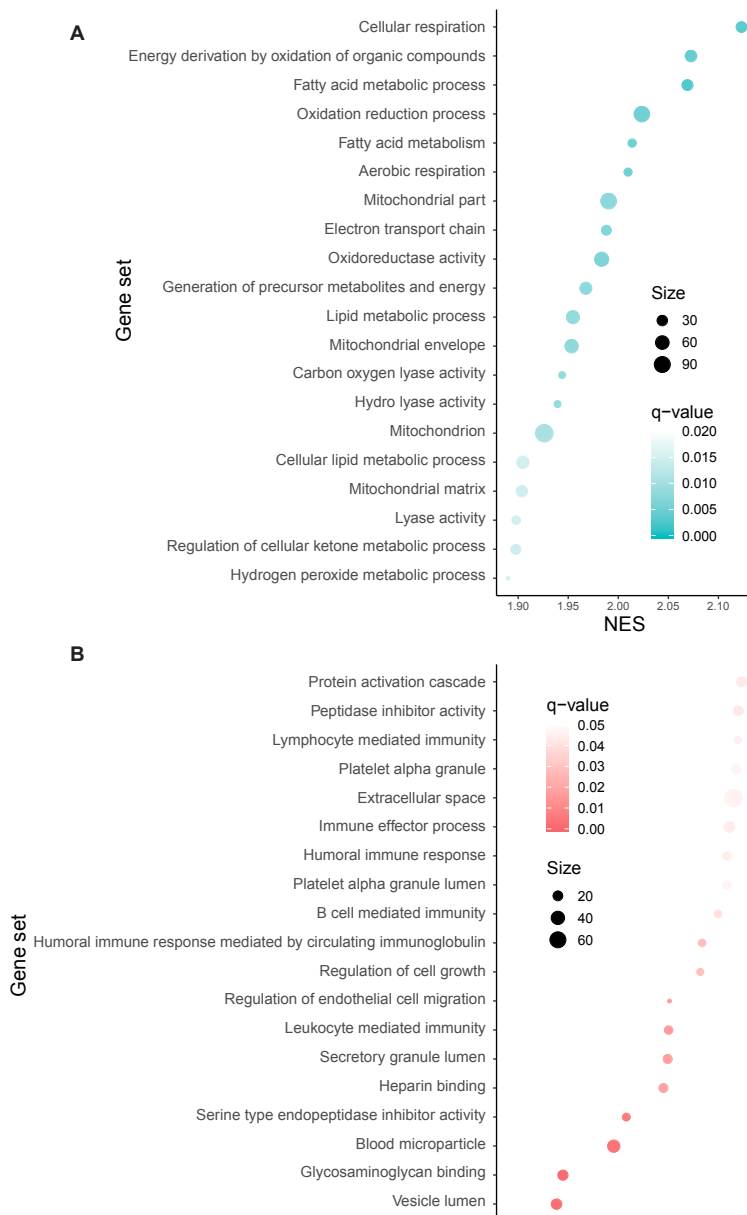 A
Cellular respiration
Energy derivation by oxidation of organic compounds
Fatty acid metabolic process
Oxidation reduction process
Fatty acid metabolism
Aerobic respiration
Mitochondrial part
Electron transport chain
Oxidoreductase activity
Generation of precursor metabolites and energy
Lipid metabolic process
Mitochondrial envelope
Carbon oxygen lyase activity
Hydro lyase activity
Mitochondrion
Cellular lipid metabolic process
Mitochondrial matrix
Lyase activity
Regulation of cellular ketone metabolic process
Hydrogen peroxide metabolic process
Gene set
Size
30
60
90
q−value
0.020
0.015
0.010
0.005
0.000
1.90
1.95
2.00
2.05
2.10
NES
B
Protein activation cascade
Peptidase inhibitor activity
Lymphocyte mediated immunity
Platelet alpha granule
Extracellular space
Immune effector process
Humoral immune response
Platelet alpha granule lumen
B cell mediated immunity
Humoral immune response mediated by circulating immunoglobulin
Regulation of cell growth
Regulation of endothelial cell migration
Leukocyte mediated immunity
Secretory granule lumen
Heparin binding
Serine type endopeptidase inhibitor activity
Blood microparticle
Glycosaminoglycan binding
Vesicle lumen
Gene set
q−value
0.05
0.04
0.03
0.02
0.01
0.00
Size
20
40
60